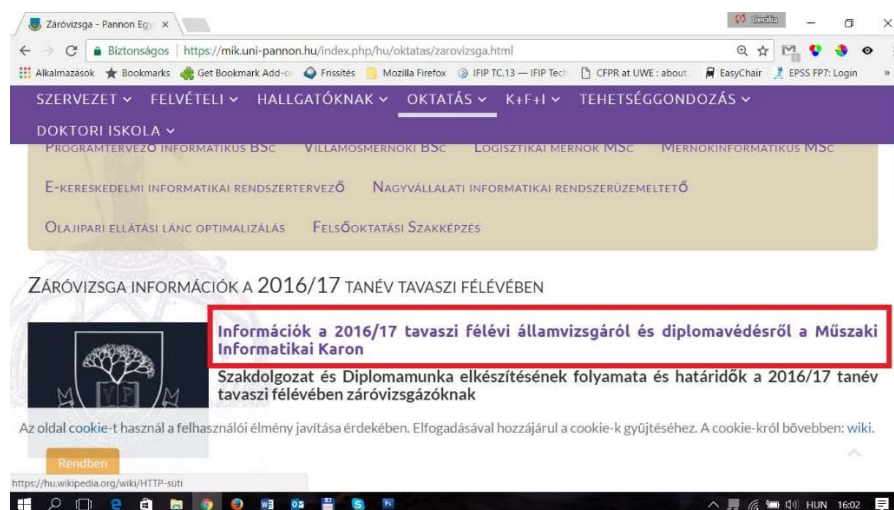 Záróvizsga - Pannon Egy
Biztonságos | https://mik.uni-pannon.hu/index.php/hu/oktatas/zarovizsga.html
Alkalmazások Bookmarks Get Bookmark Add-o Frissítés Mozilla Firefox IFIP TC.13 — IFIP Tech CFPR at UWE : about EasyChair EPSS FP7: Login »
SZERVEZET FELVÉTELI HALLGATÓKNAK OKTATÁS K+F+I TEHETSÉGGONDOZÁS
DOKTORI ISKOLA
PROGRAMTERVEZŐ INFORMATIKUS BSC VILLAMOSMÉRNÖKI BSC LOGISZTIKAI MÉRNÖK MSC MÉRNÖKINFORMATIKUS MSC
E-KERESKEDELMI INFORMATIKAI RENDSZERTERVEZŐ NAGYVÁLLALATI INFORMATIKAI RENDSZERÜZEMELTETŐ
OLAJIPARI ELLÁTÁSI LÁNC OPTIMALIZÁLÁS FELSŐOKTATÁSI SZAKKÉPZÉS
ZÁRÓVIZSGA INFORMÁCIÓK A 2016/17 TANÉV TAVASZI FÉLÉVÉBEN
Információk a 2016/17 tavaszi félévi államvizsgáról és diplomavédésről a Műszaki
Informatikai Karon
Szakdolgozat és Diplomamunka elkészítésének folyamata és határidők a 2016/17 tanév
tavaszi félévében záróvizsgázóknak
Az oldal cookie-t használ a felhasználói élmény javítása érdekében. Elfogadásával hozzájárul a cookie-k gyűjtéséhez. A cookie-król bővebben: wiki.
Rendben
https://hu.wikipedia.org/wiki/HTTP-süti
HUN 16:02